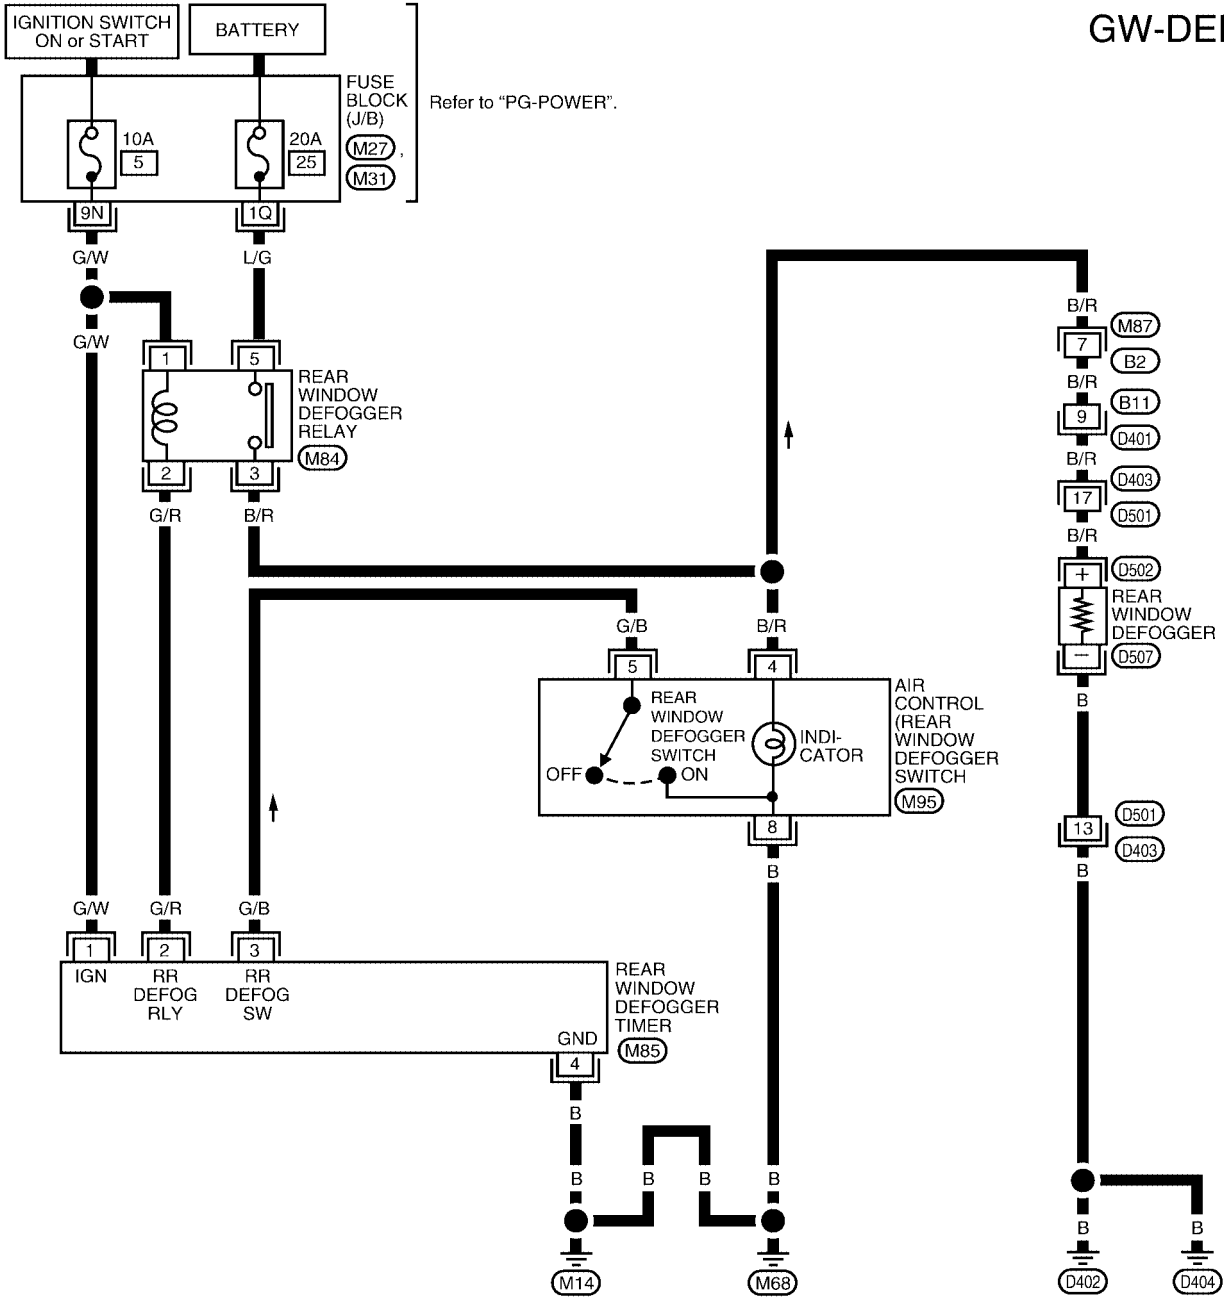 GW-DEF
IGNITION SWITCH
ON or START
BATTERY
FUSE
BLOCK
(J/B)
M27 ,
M31
Refer to “PG-POWER”.
10A
5
20A
25
9N
1Q
G/W
L/G
G/W
1
5
REAR
WINDOW
DEFOGGER
RELAY
M84
2
3
G/R
B/R
B/R
M87
7
B2
B/R
B11
9
D401
B/R
D403
17
D501
B/R
D502
+
REAR
WINDOW
DEFOGGER
–
D507
B
G/B
B/R
5
4
REAR
WINDOW
DEFOGGER
SWITCH
OFF
ON
INDI-
CATOR
AIR
CONTROL
(REAR
WINDOW
DEFOGGER
SWITCH
M95
8
B
D501
13
D403
B
G/W
G/R
G/B
1
2
3
IGN
RR
DEFOG
RLY
RR
DEFOG
SW
GND
REAR
WINDOW
DEFOGGER
TIMER
M85
4
B
B
B
B
B
B
B
M14
M68
D402
D404